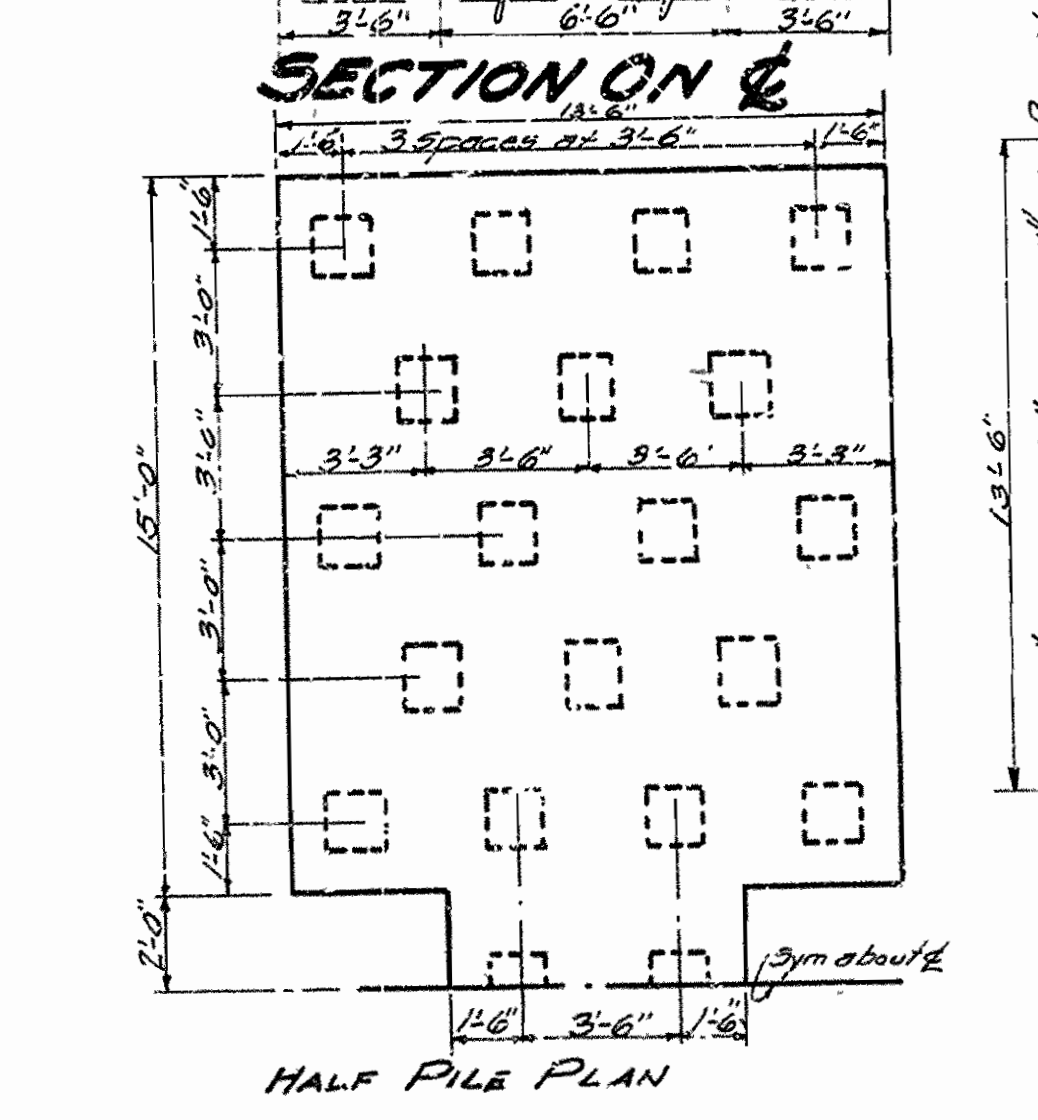 3'-6" 6'-6" 3'-6"
SECTION ON ℄
13'-6"
1'-6" 3 spaces at 3'-6" 1'-6"
1'-6"
3'-0"
3'-0"
3'-0"
3'-0"
1'-6"
15'-0"
2'-0"
3'-3" 3'-6" 3'-6' 3'-3"
13'-6"
Sym about ℄
1'-6" 3'-6" 1'-6"
HALF PILE PLAN